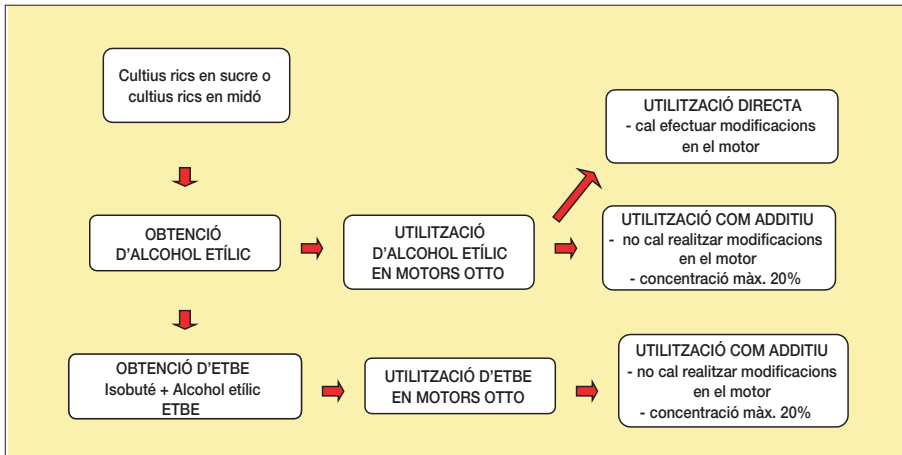 Cultius rics en sucre o
cultius rics en midó
UTILITZACIÓ DIRECTA
- cal efectuar modificacions
en el motor
OBTENCIÓ
D'ALCOHOL ETÍLIC
UTILITZACIÓ
D'ALCOHOL ETÍLIC
EN MOTORS OTTO
UTILITZACIÓ COM ADDITIU
- no cal realitzar modificacions
en el motor
- concentració màx. 20%
OBTENCIÓ D'ETBE
Isobuté + Alcohol etílic
ETBE
UTILITZACIÓ D'ETBE
EN MOTORS OTTO
UTILITZACIÓ COM ADDITIU
- no cal realitzar modificacions
en el motor
- concentració màx. 20%